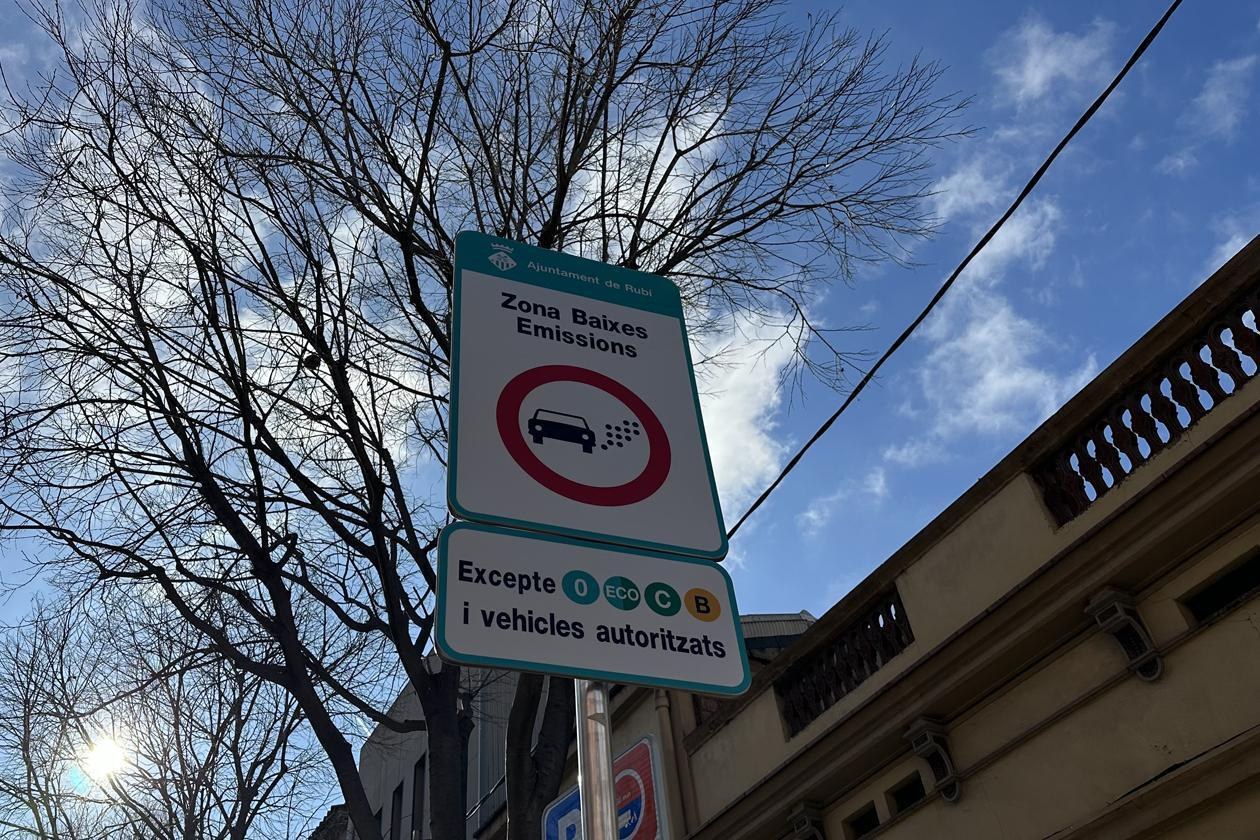 Ajuntament de Rubí
Zona Baixes
Emissions
Excepte 0 ECO C B
i vehicles autoritzats